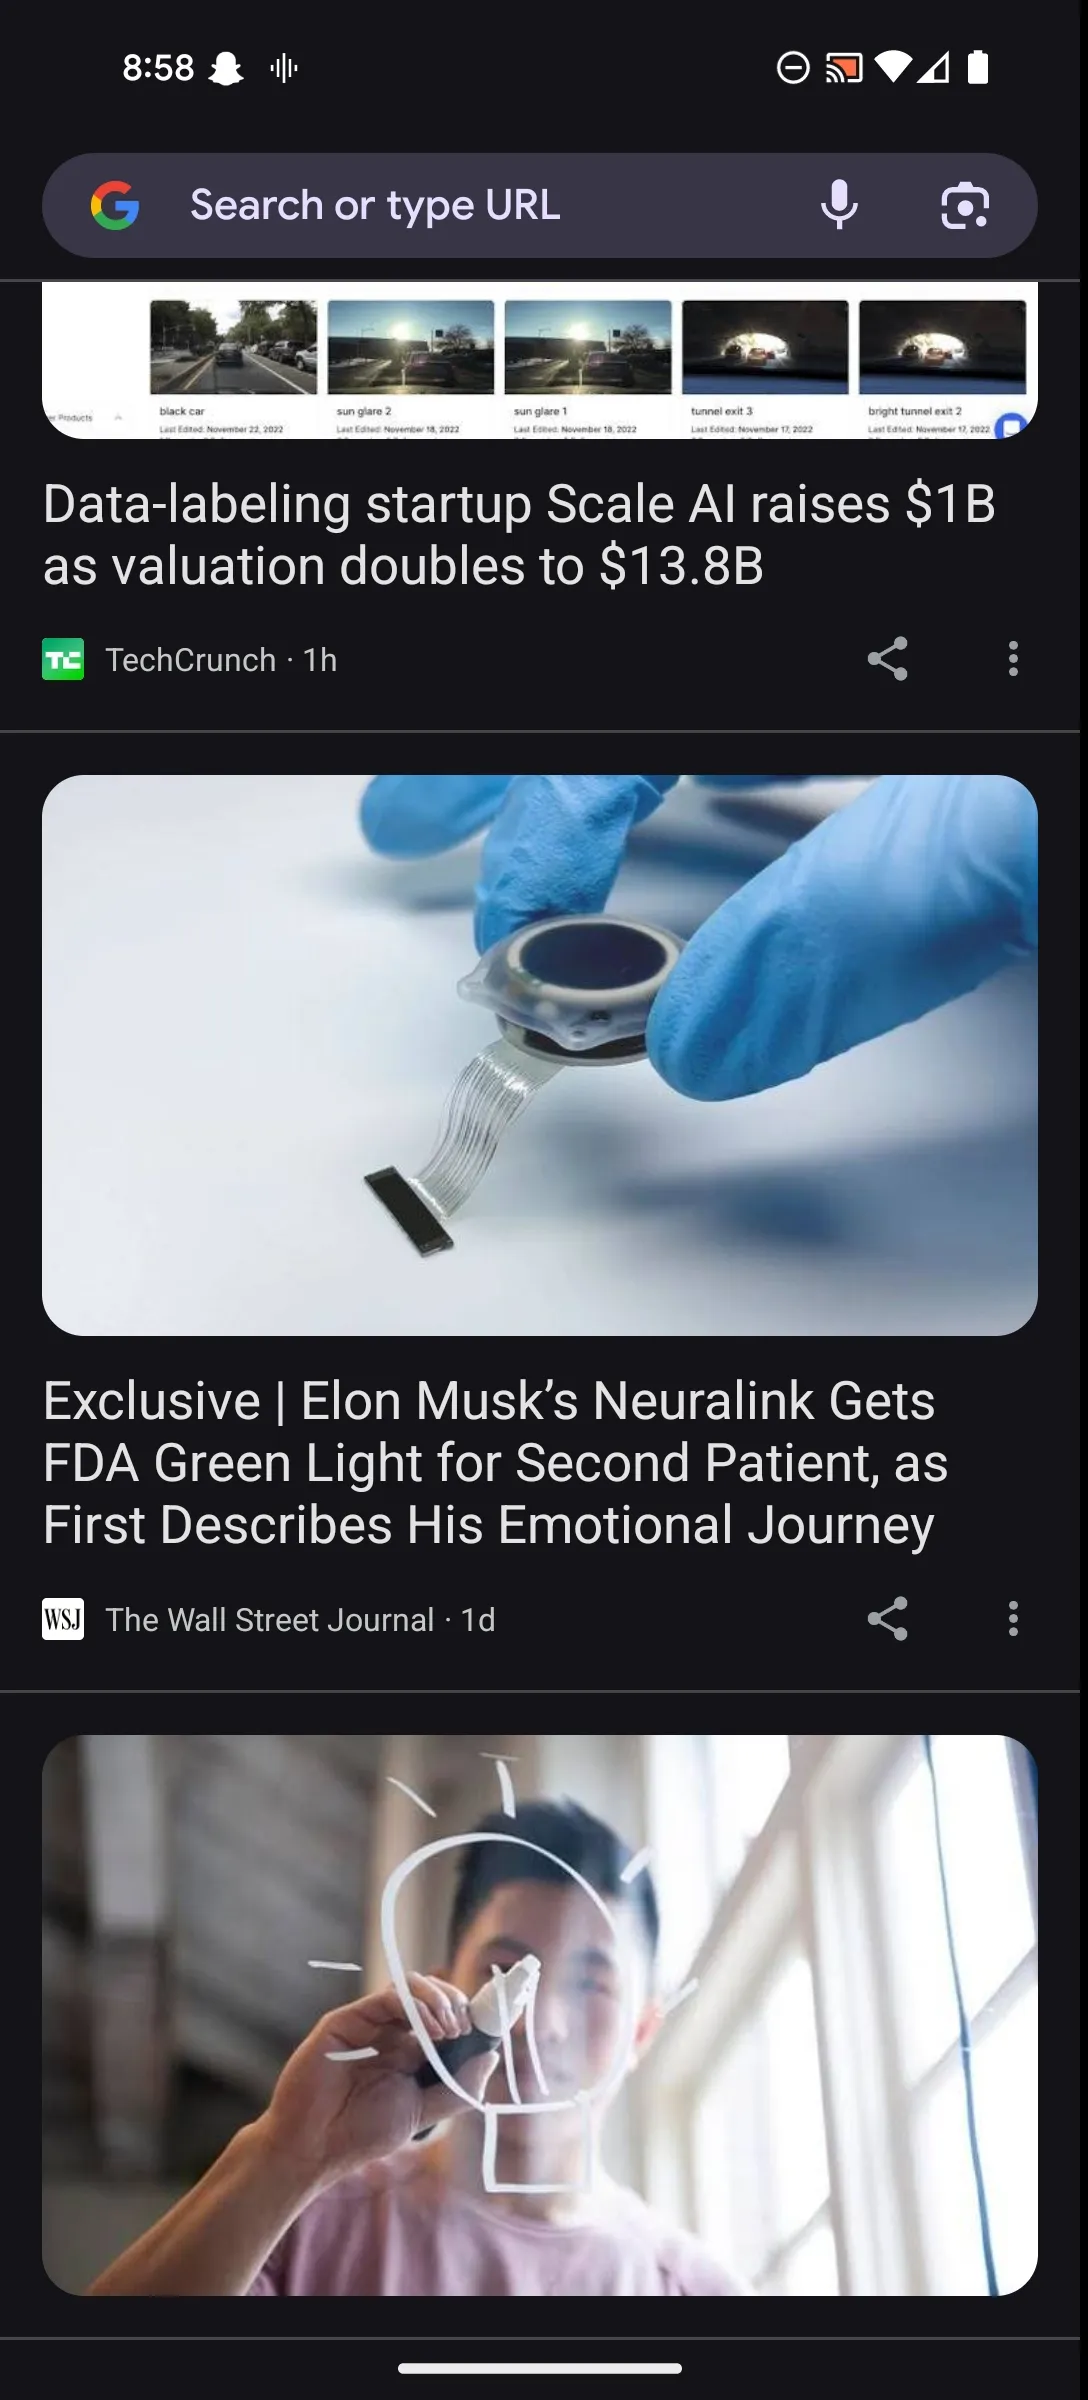 8:58
Search or type URL
black car
sun glare 2
sun glare 1
tunnel exit 3
bright tunnel exit 2
Products
Last Edited: November 22, 2022
Last Edited: November 18, 2022
Last Edited: November 18, 2022
Last Edited: November 17, 2022
Last Edited: November 17, 2022
Data-labeling startup Scale AI raises $1B
as valuation doubles to $13.8B
TC TechCrunch · 1h
Exclusive | Elon Musk’s Neuralink Gets
FDA Green Light for Second Patient, as
First Describes His Emotional Journey
WSJ The Wall Street Journal · 1d